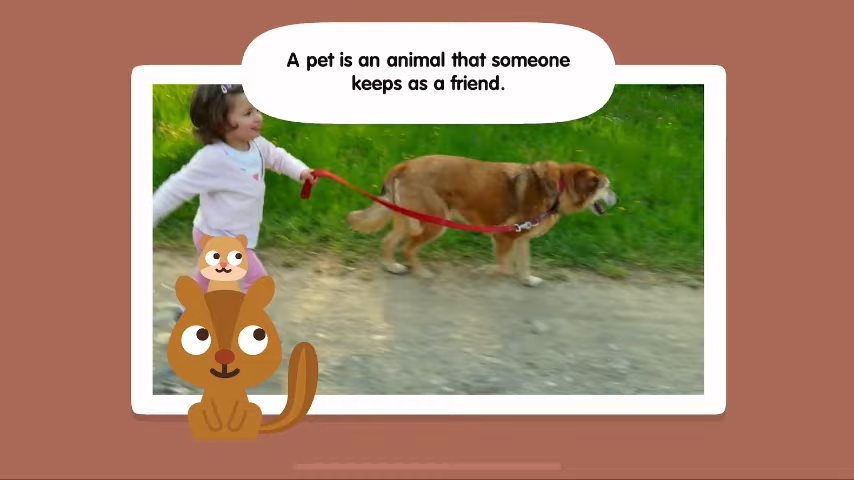 A pet is an animal that someone
keeps as a friend.